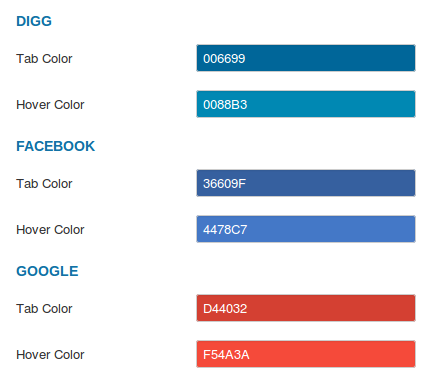 DIGG
Tab Color 006699
Hover Color 0088B3
FACEBOOK
Tab Color 36609F
Hover Color 4478C7
GOOGLE
Tab Color D44032
Hover Color F54A3A